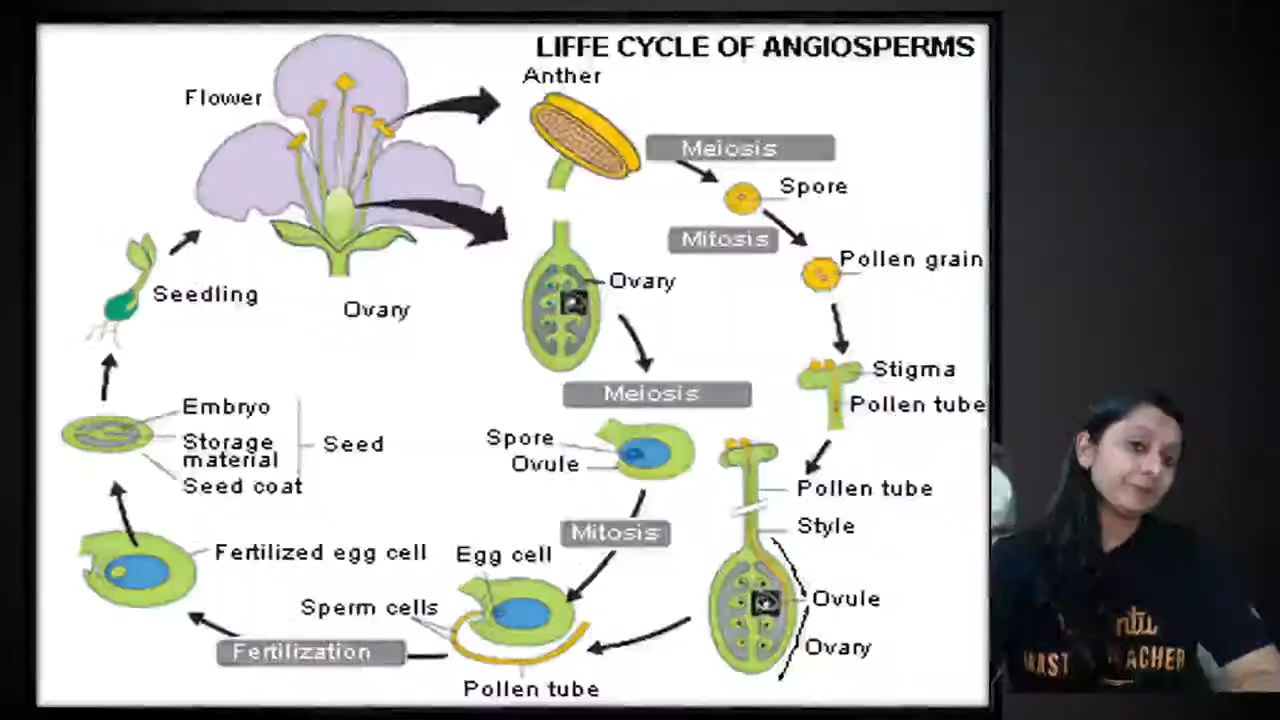 LIFFE CYCLE OF ANGIOSPERMS
Anther
Flower
Meiosis
Spore
Mitosis
Pollen grain
Ovary
Seedling
Ovary
Stigma
Meiosis
Pollen tube
Embryo
Storage
material
Seed
Seed coat
Spore
Ovule
Pollen tube
Style
Mitosis
Fertilized egg cell
Egg cell
Sperm cells
Ovule
Ovary
Fertilization
Pollen tube